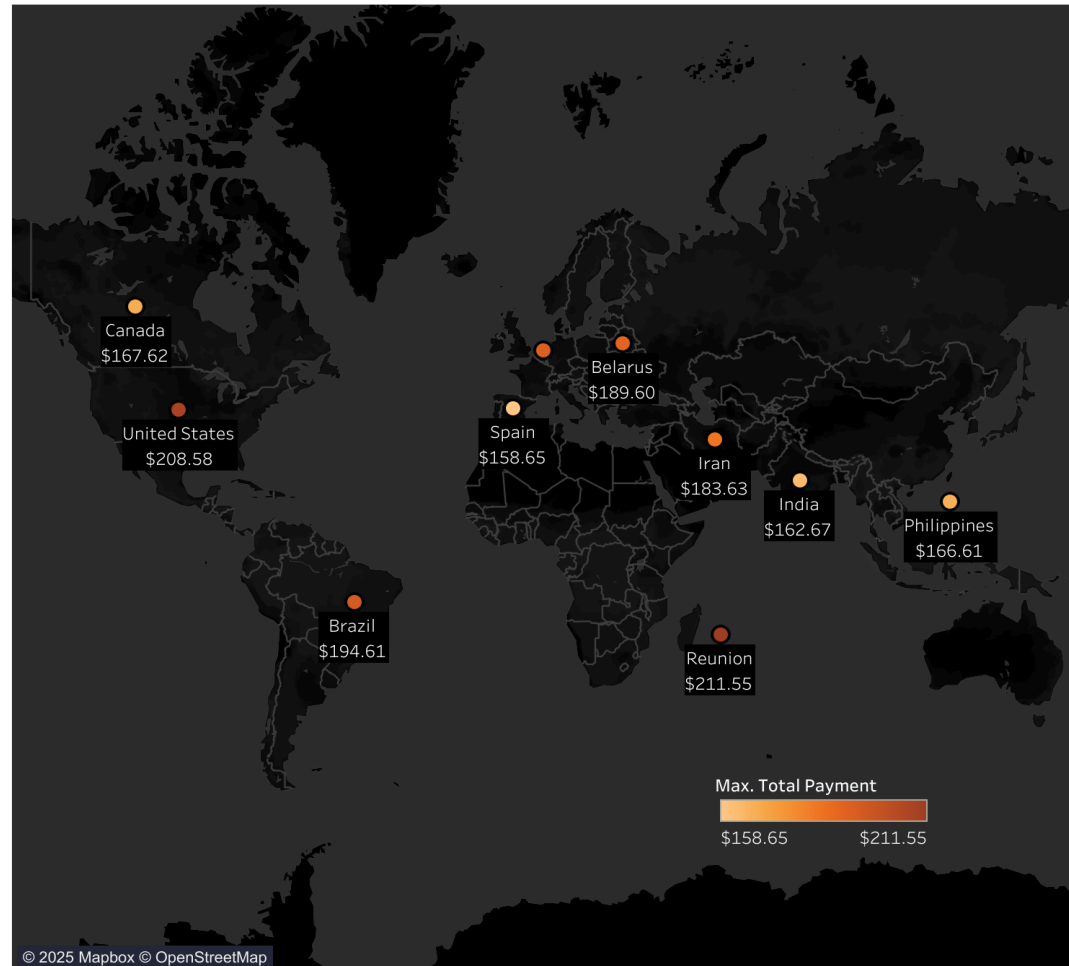 Canada
$167.62
United States
$208.58
Belarus
$189.60
Spain
$158.65
Iran
$183.63
India
$162.67
Philippines
$166.61
Brazil
$194.61
Reunion
$211.55
Max. Total Payment
$158.65 $211.55
© 2025 Mapbox © OpenStreetMap